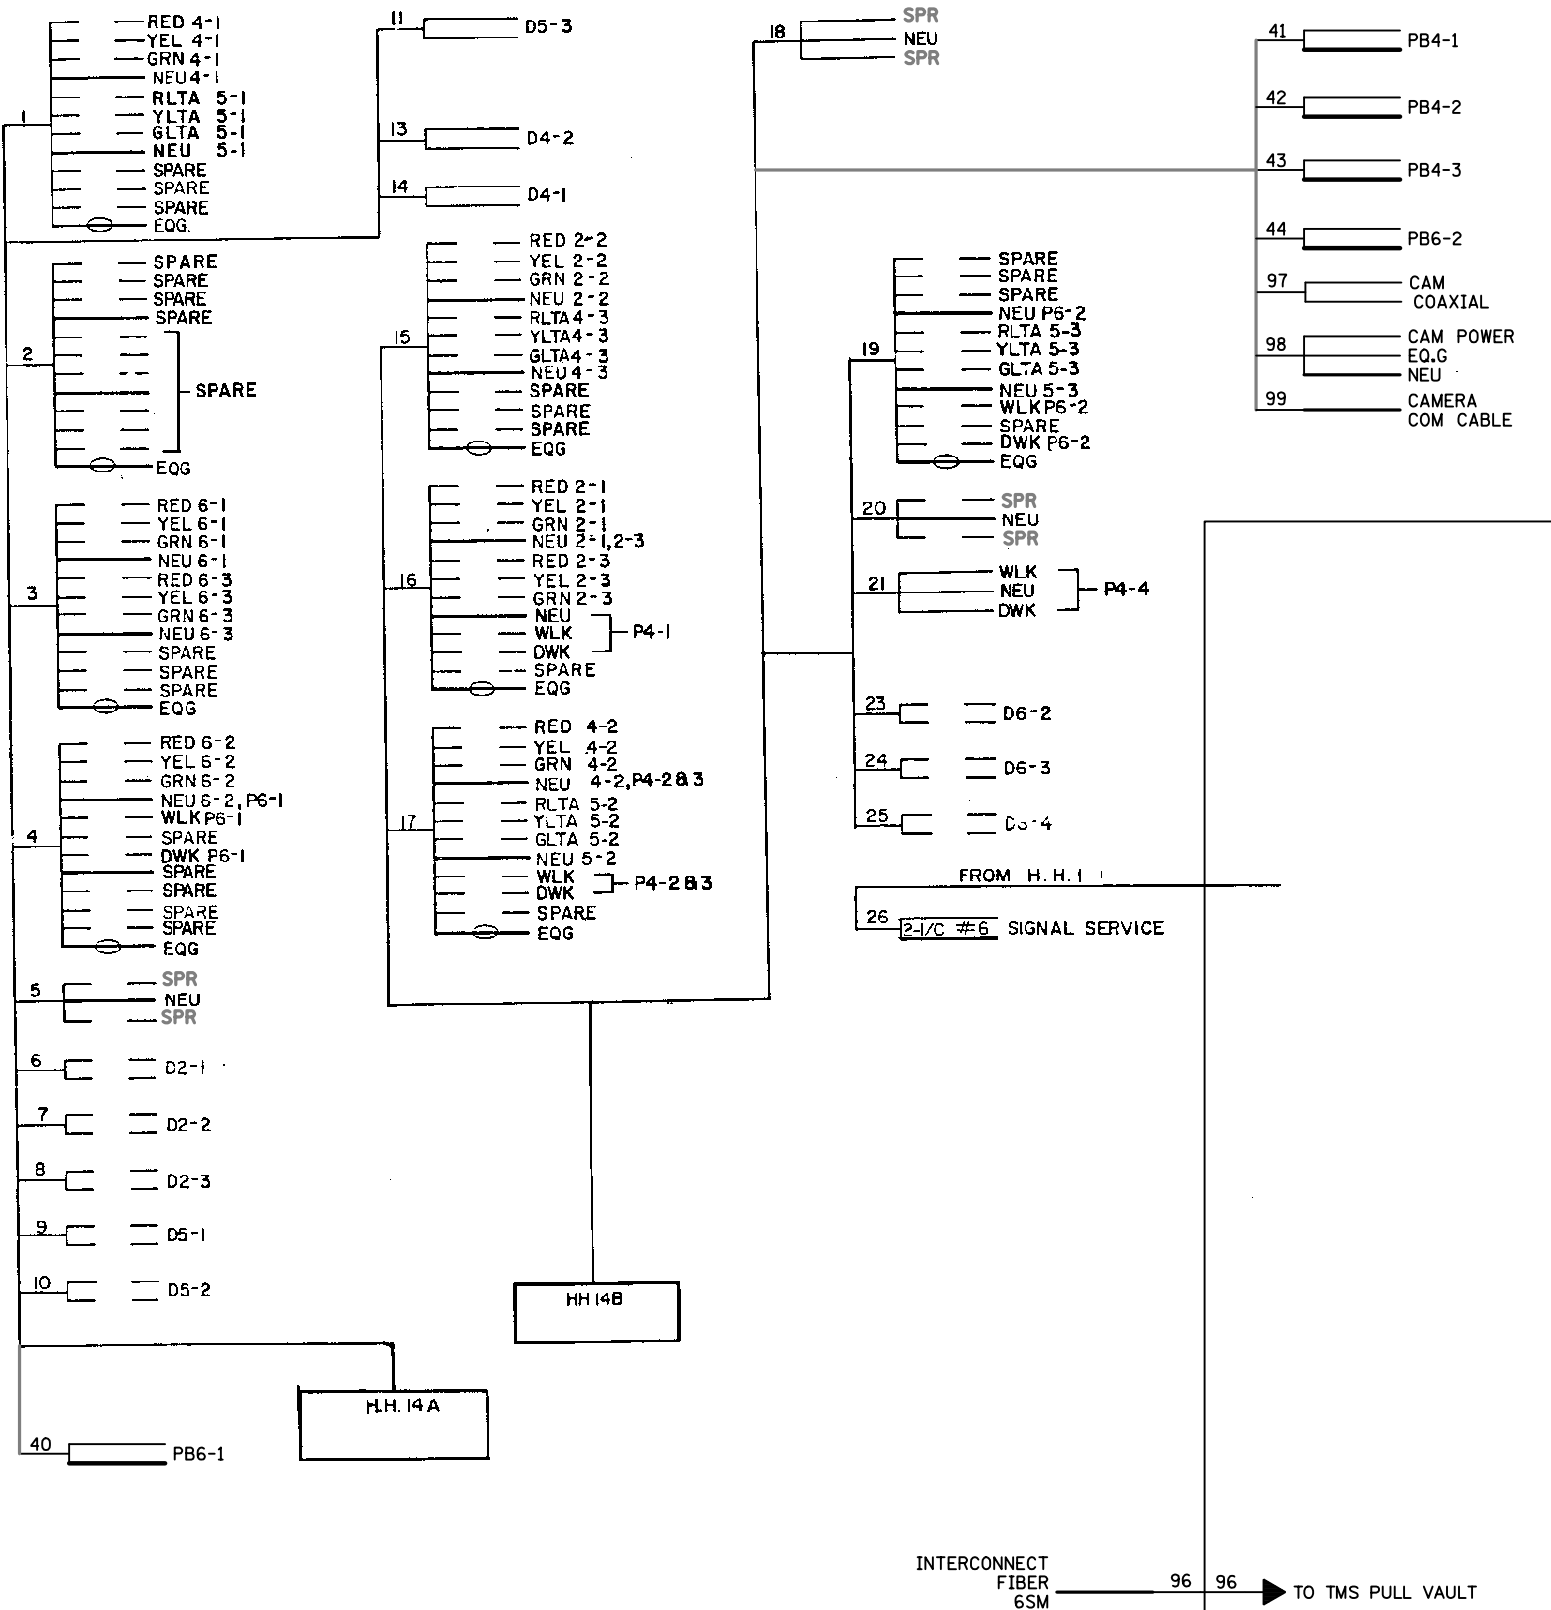 1
RED 4-1
YEL 4-1
GRN 4-1
NEU 4-1
RLTA 5-1
YLTA 5-1
GLTA 5-1
NEU 5-1
SPARE
SPARE
SPARE
EQG.
2
SPARE
SPARE
SPARE
SPARE
SPARE
EQG
3
RED 6-1
YEL 6-1
GRN 6-1
NEU 6-1
RED 6-3
YEL 6-3
GRN 6-3
NEU 6-3
SPARE
SPARE
SPARE
EQG
4
RED 6-2
YEL 6-2
GRN 6-2
NEU 6-2, P6-1
WLK P6-1
SPARE
DWK P6-1
SPARE
SPARE
SPARE
SPARE
EQG
5
SPR
NEU
SPR
6 D2-1
7 D2-2
8 D2-3
9 D5-1
10 D5-2
40 PB6-1
H.H. 14A
11 D5-3
13 D4-2
14 D4-1
15
RED 2-2
YEL 2-2
GRN 2-2
NEU 2-2
RLTA 4-3
YLTA 4-3
GLTA 4-3
NEU 4-3
SPARE
SPARE
SPARE
EQG
16
RED 2-1
YEL 2-1
GRN 2-1
NEU 2-1, 2-3
RED 2-3
YEL 2-3
GRN 2-3
NEU
WLK
DWK
P4-1
SPARE
EQG
17
RED 4-2
YEL 4-2
GRN 4-2
NEU 4-2, P4-2&3
RLTA 5-2
YLTA 5-2
GLTA 5-2
NEU 5-2
WLK
DWK
P4-2&3
SPARE
EQG
HH 14B
18
SPR
NEU
SPR
19
SPARE
SPARE
SPARE
NEU P6-2
RLTA 5-3
YLTA 5-3
GLTA 5-3
NEU 5-3
WLK P6-2
SPARE
DWK P6-2
EQG
20
SPR
NEU
SPR
21
WLK
NEU
DWK
P4-4
23 D6-2
24 D6-3
25
FROM H.H.1
26 2-1/C #6 SIGNAL SERVICE
41 PB4-1
42 PB4-2
43 PB4-3
44 PB6-2
97 CAM
COAXIAL
98 CAM POWER
EQ.G
NEU
99 CAMERA
COM CABLE
INTERCONNECT
FIBER
6SM
96 96 TO TMS PULL VAULT